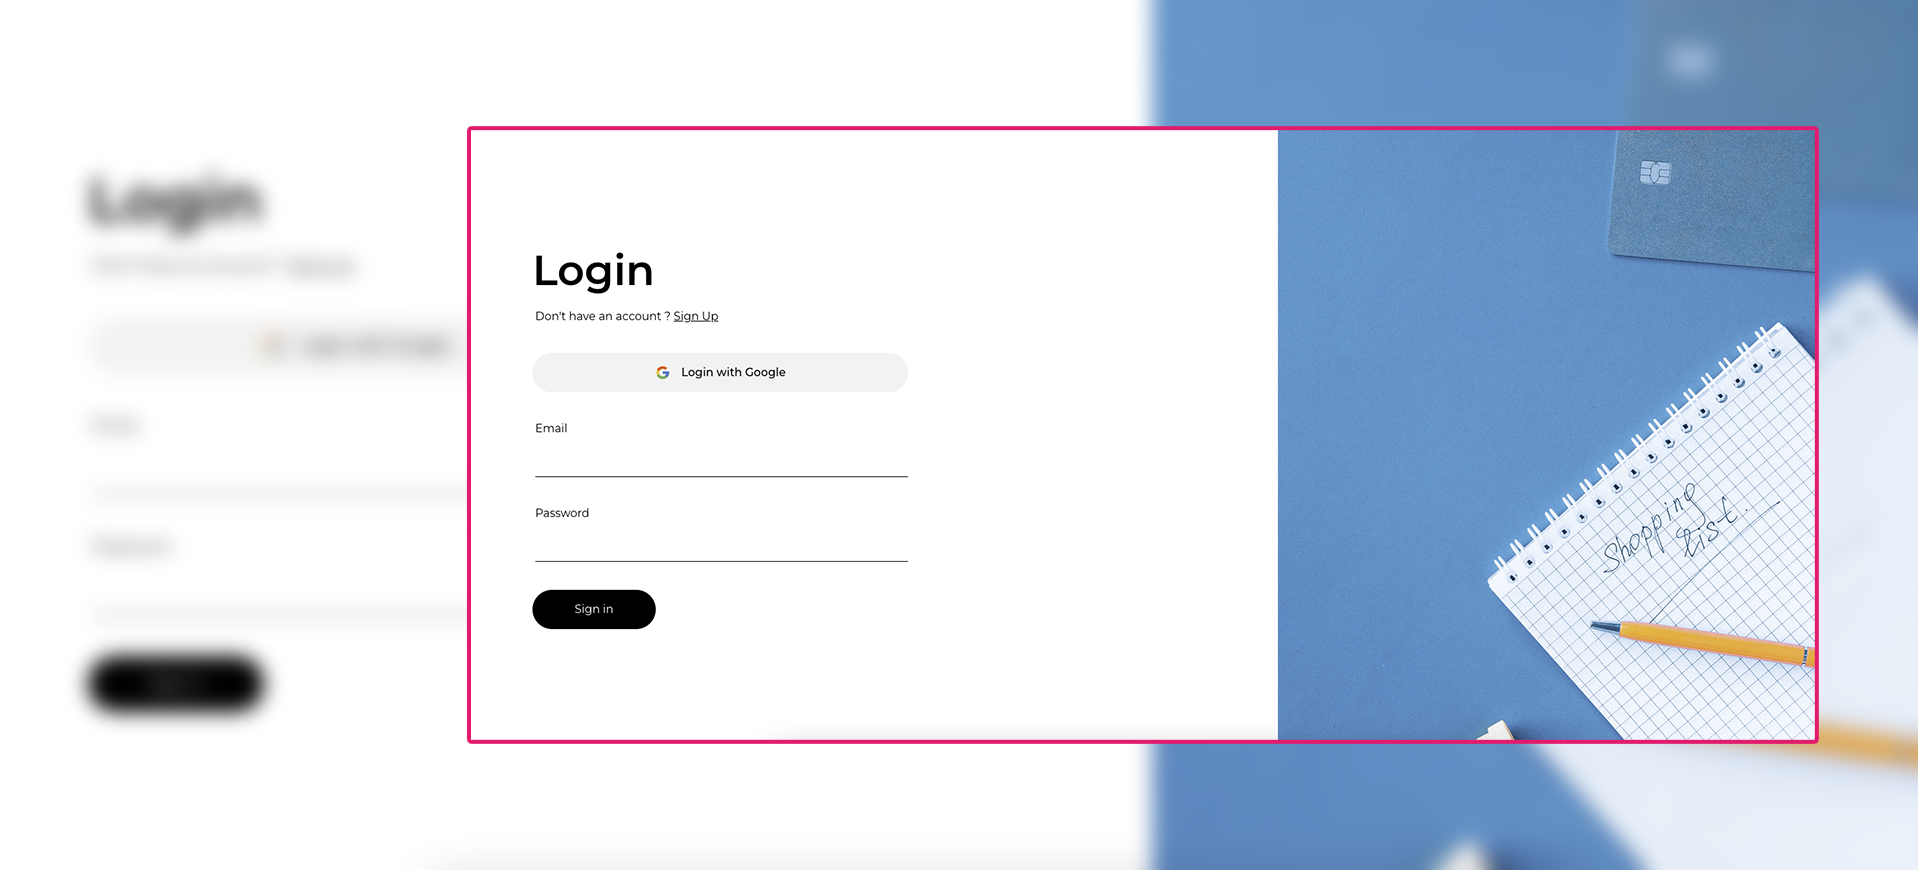 Login
Don't have an account ? Sign Up
Login with Google
Email
Password
Sign in
Shopping
list.